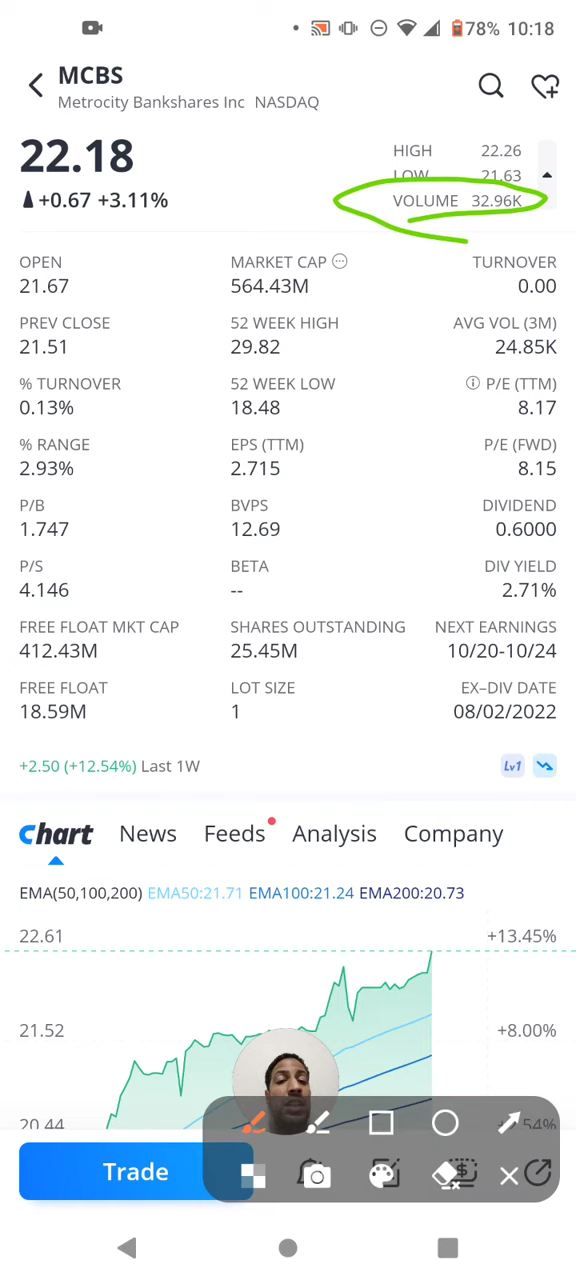 78% 10:18
MCBS
Metrocity Bankshares Inc NASDAQ
22.18
+0.67 +3.11%
HIGH 22.26
LOW 21.63
VOLUME 32.96K
OPEN MARKET CAP TURNOVER
21.67 564.43M 0.00
PREV CLOSE 52 WEEK HIGH AVG VOL (3M)
21.51 29.82 24.85K
% TURNOVER 52 WEEK LOW P/E (TTM)
0.13% 18.48 8.17
% RANGE EPS (TTM) P/E (FWD)
2.93% 2.715 8.15
P/B BVPS DIVIDEND
1.747 12.69 0.6000
P/S BETA DIV YIELD
4.146 -- 2.71%
FREE FLOAT MKT CAP SHARES OUTSTANDING NEXT EARNINGS
412.43M 25.45M 10/20-10/24
FREE FLOAT LOT SIZE EX-DIV DATE
18.59M 1 08/02/2022
+2.50 (+12.54%) Last 1W Lv1
Chart News Feeds Analysis Company
EMA(50,100,200) EMA50:21.71 EMA100:21.24 EMA200:20.73
22.61 +13.45%
21.52 +8.00%
20.44
Trade